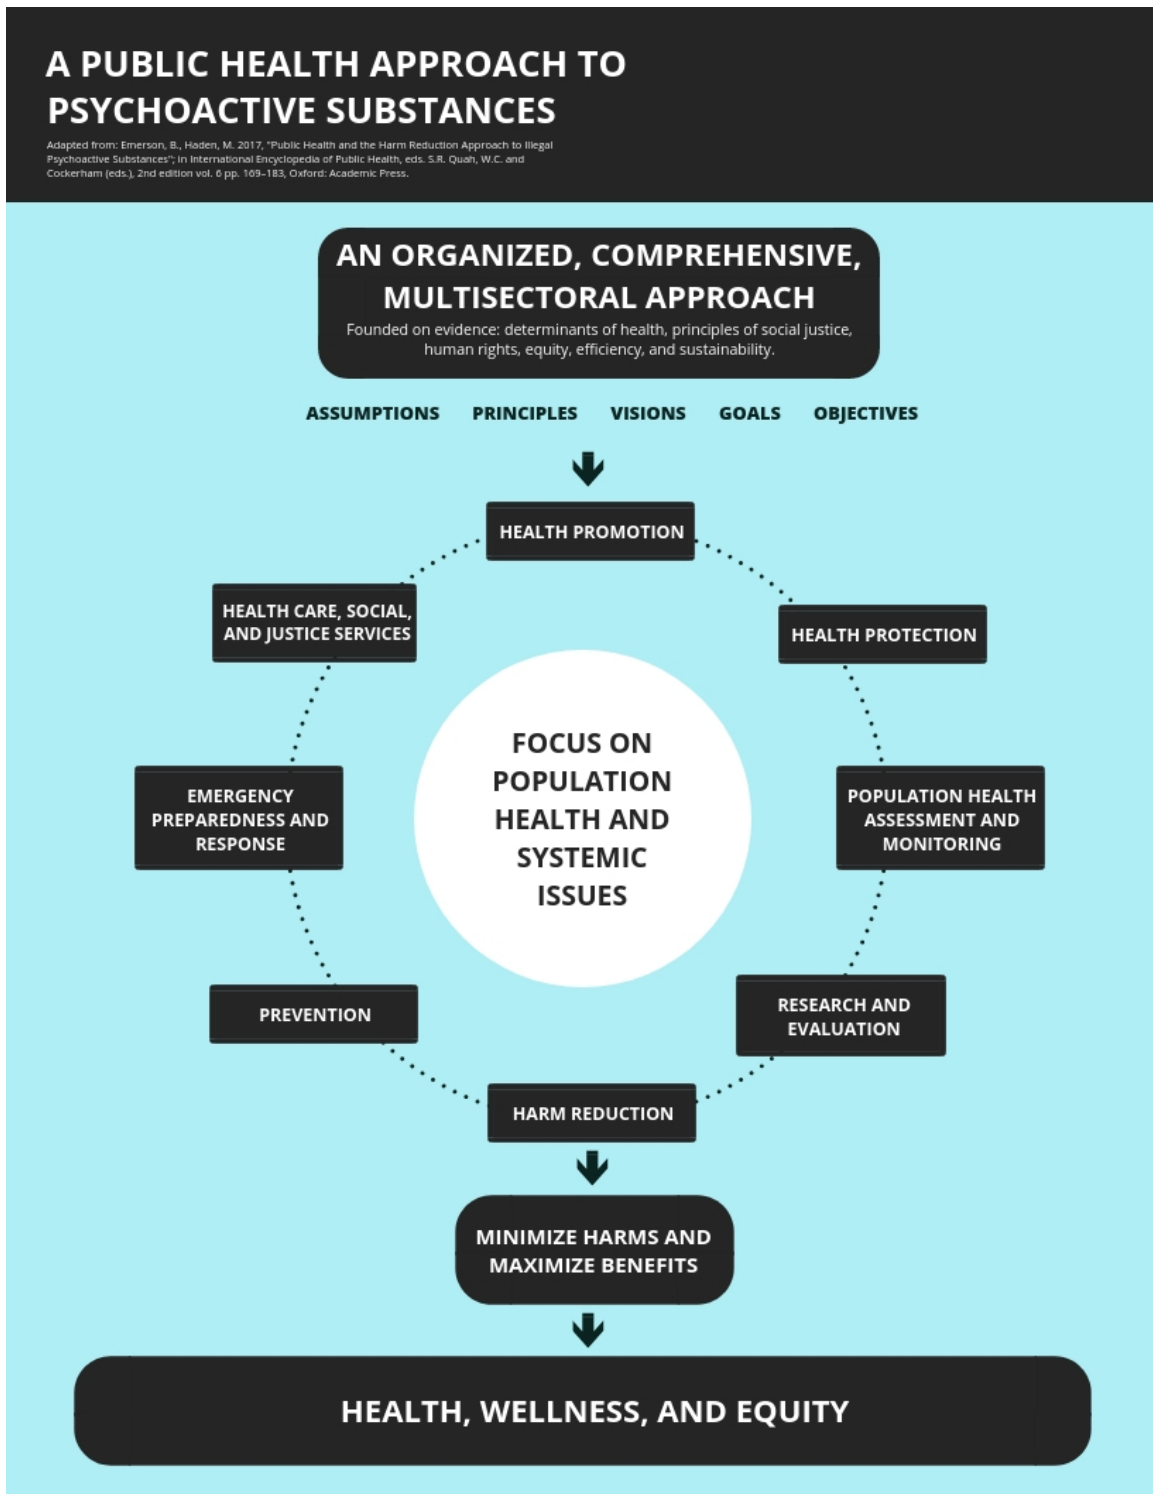 A PUBLIC HEALTH APPROACH TO
PSYCHOACTIVE SUBSTANCES
Adapted from: Emerson, B., Haden, M. 2017, "Public Health and the Harm Reduction Approach to Illegal
Psychoactive Substances"; in International Encyclopedia of Public Health, eds. S.R. Quah, W.C. and
Cockerham (eds.), 2nd edition vol. 6 pp. 169–183, Oxford: Academic Press.
AN ORGANIZED, COMPREHENSIVE,
MULTISECTORAL APPROACH
Founded on evidence: determinants of health, principles of social justice,
human rights, equity, efficiency, and sustainability.
ASSUMPTIONS PRINCIPLES VISIONS GOALS OBJECTIVES
HEALTH PROMOTION
HEALTH CARE, SOCIAL,
AND JUSTICE SERVICES
HEALTH PROTECTION
FOCUS ON
POPULATION
HEALTH AND
SYSTEMIC
ISSUES
EMERGENCY
PREPAREDNESS AND
RESPONSE
POPULATION HEALTH
ASSESSMENT AND
MONITORING
PREVENTION
RESEARCH AND
EVALUATION
HARM REDUCTION
MINIMIZE HARMS AND
MAXIMIZE BENEFITS
HEALTH, WELLNESS, AND EQUITY